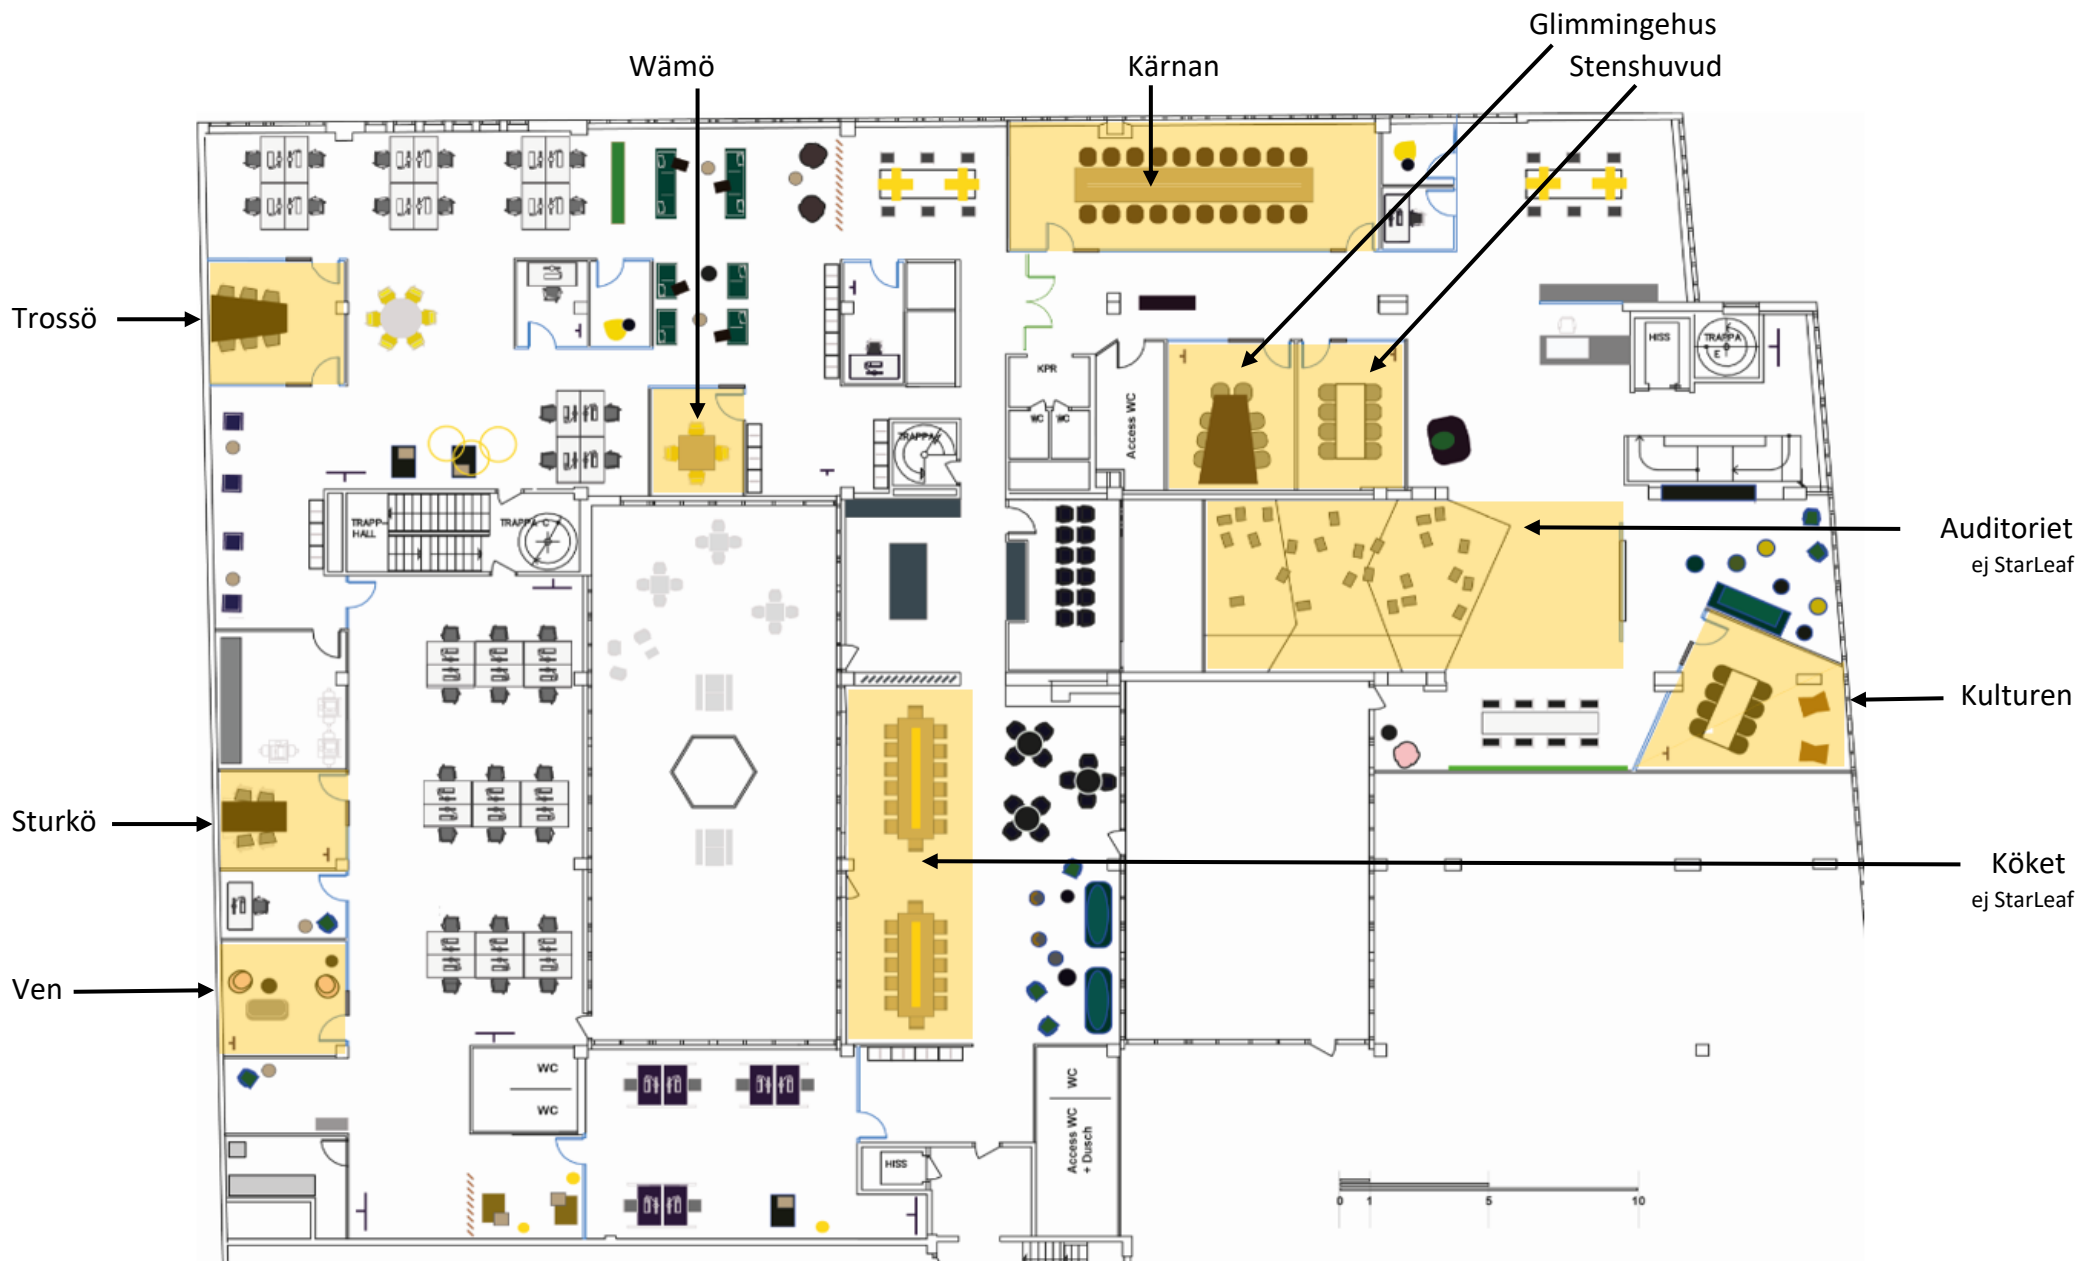 Glimmingehus
Wämö
Kärnan
Stenshuvud
Trossö
HISS
TRAPPA
E
KPR
WC
WC
Access WC
TRAPPA
TRAPP-
HALL
TRAPPA C
Auditoriet
ej StarLeaf
Kulturen
Sturkö
Köket
ej StarLeaf
Ven
WC
WC
WC
Access WC
+ Dusch
HISS
0 1 5 10